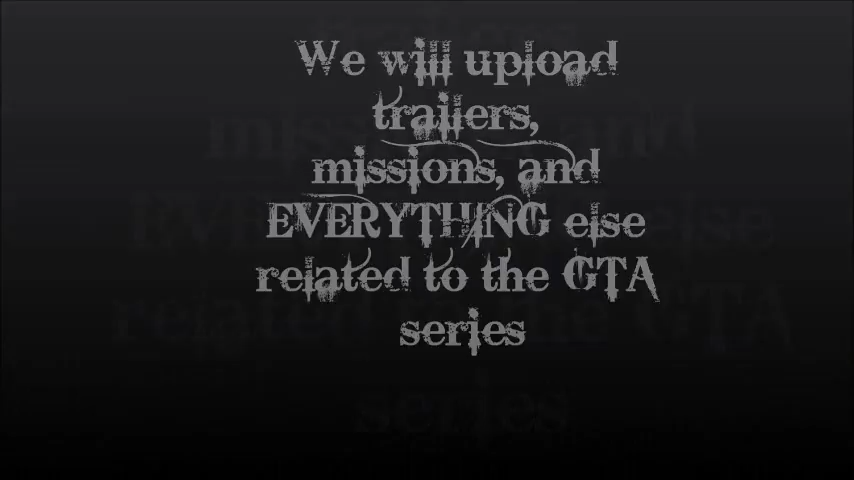 We will upload
trailers,
missions, and
EVERYTHING else
related to the GTA
series